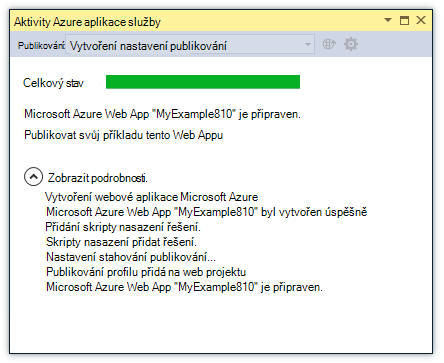 Aktivity Azure aplikace služby
Publikování: Vytvoření nastavení publikování
Celkový stav
Microsoft Azure Web App "MyExample810" je připraven.
Publikovat svůj příkladu tento Web Appu
Zobrazit podrobnosti.
Vytvoření webové aplikace Microsoft Azure
Microsoft Azure Web App "MyExample810" byl vytvořen úspěšně
Přidání skripty nasazení řešení.
Skripty nasazení přidat řešení.
Nastavení stahování publikování...
Publikování profilu přidá na web projektu
Microsoft Azure Web App "MyExample810" je připraven.